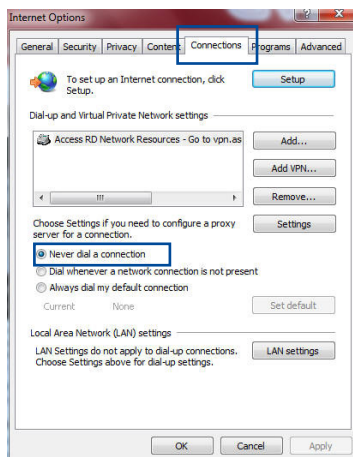 Internet Options
General Security Privacy Content Connections Programs Advanced
To set up an Internet connection, click
Setup.
Setup
Dial-up and Virtual Private Network settings
Access RD Network Resources - Go to vpn.as
Add...
Add VPN...
Remove...
Choose Settings if you need to configure a proxy
server for a connection.
Settings
Never dial a connection
Dial whenever a network connection is not present
Always dial my default connection
Current None
Set default
Local Area Network (LAN) settings
LAN Settings do not apply to dial-up connections.
Choose Settings above for dial-up settings.
LAN settings
OK Cancel Apply